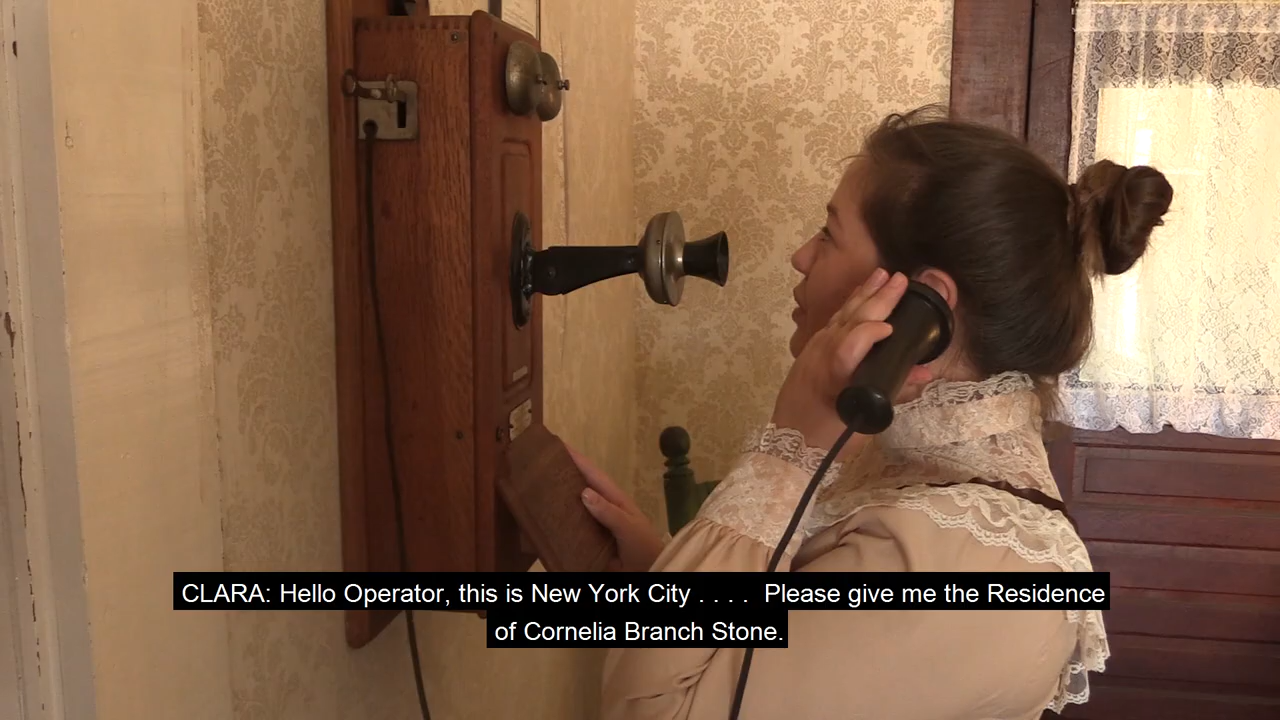 CLARA: Hello Operator, this is New York City . . . .  Please give me the Residence
of Cornelia Branch Stone.